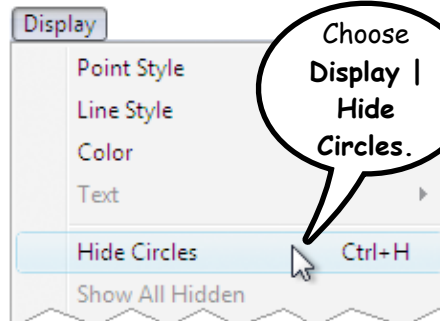 Display
Point Style
Line Style
Color
Text
Hide Circles Ctrl+H
Show All Hidden
Choose
Display |
Hide
Circles.